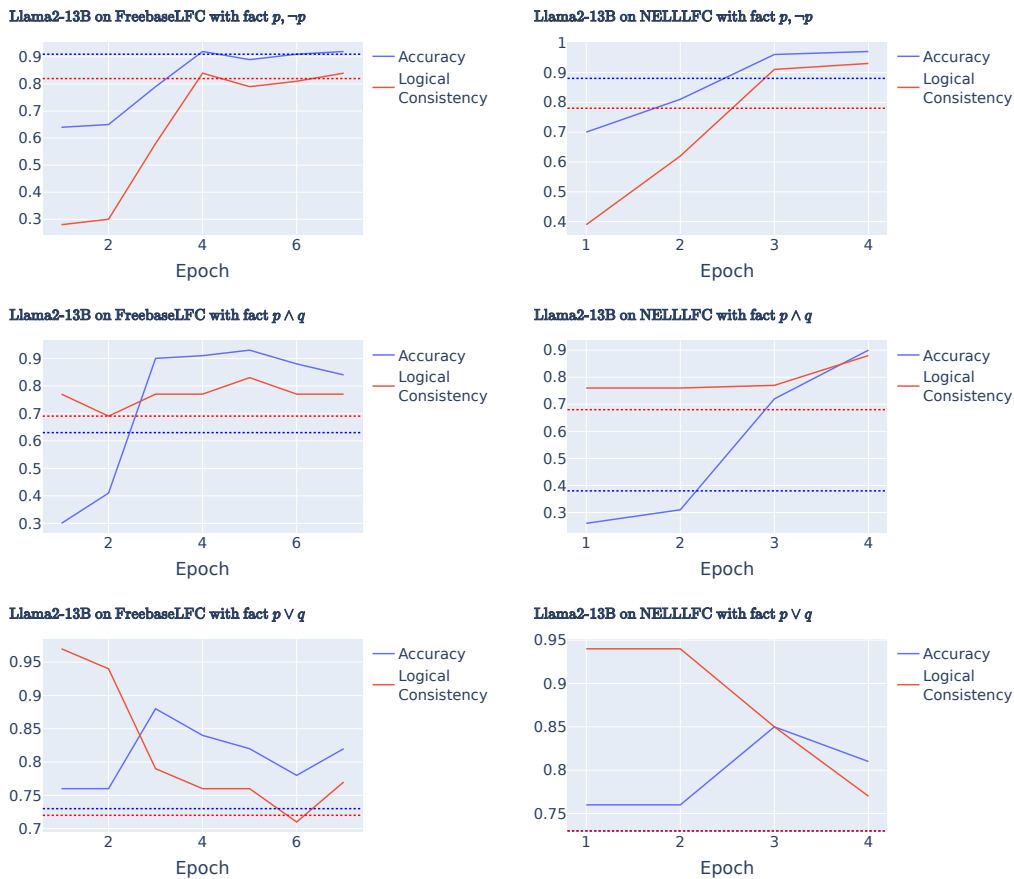 Llama2-13B on FreebaseLFC with fact p, ¬p
0.9
0.8
0.7
0.6
0.5
0.4
0.3
2
4
6
Epoch
Accuracy
Logical
Consistency
Llama2-13B on NELLLFC with fact p, ¬p
1
0.9
0.8
0.7
0.6
0.5
0.4
1
2
3
4
Epoch
Accuracy
Logical
Consistency
Llama2-13B on FreebaseLFC with fact p ∧ q
0.9
0.8
0.7
0.6
0.5
0.4
0.3
2
4
6
Epoch
Accuracy
Logical
Consistency
Llama2-13B on NELLLFC with fact p ∧ q
0.9
0.8
0.7
0.6
0.5
0.4
0.3
1
2
3
4
Epoch
Accuracy
Logical
Consistency
Llama2-13B on FreebaseLFC with fact p ∨ q
0.95
0.9
0.85
0.8
0.75
0.7
2
4
6
Epoch
Accuracy
Logical
Consistency
Llama2-13B on NELLLFC with fact p ∨ q
0.95
0.9
0.85
0.8
0.75
1
2
3
4
Epoch
Accuracy
Logical
Consistency